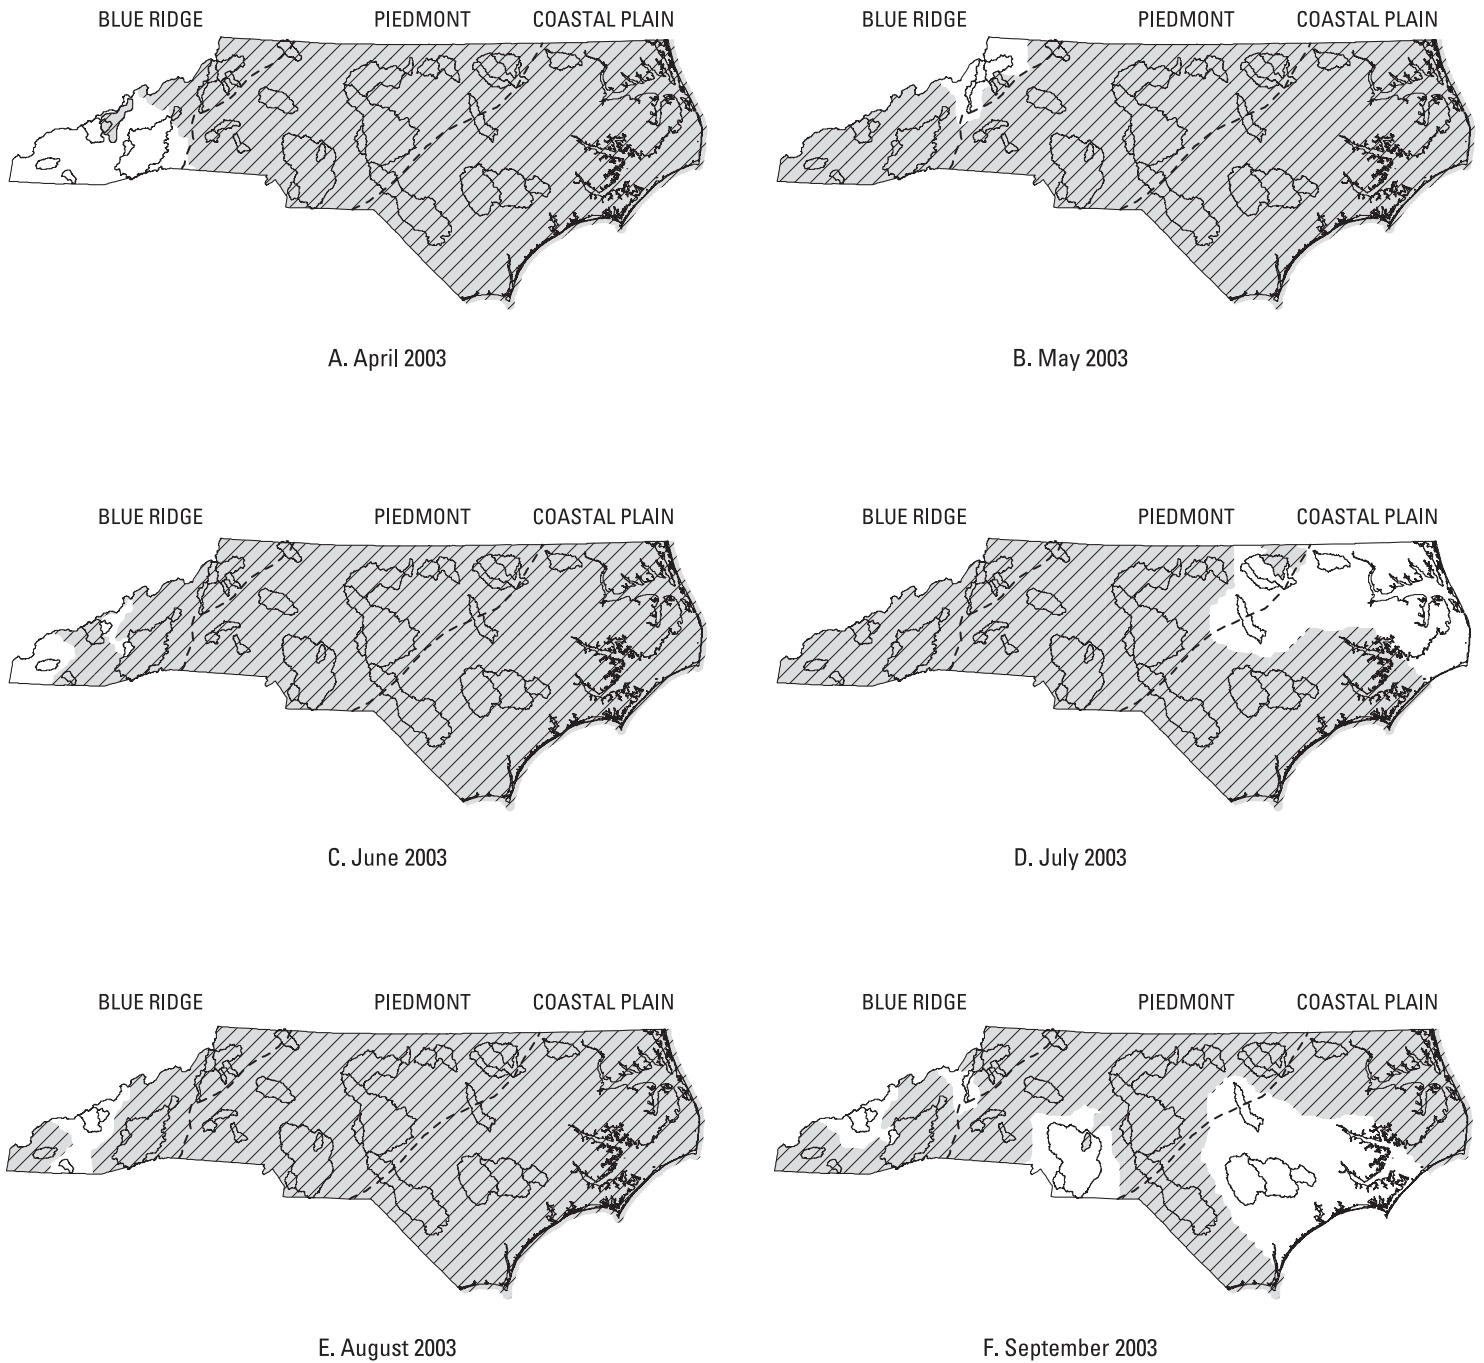 BLUE RIDGE PIEDMONT COASTAL PLAIN
BLUE RIDGE PIEDMONT COASTAL PLAIN
A. April 2003
B. May 2003
BLUE RIDGE PIEDMONT COASTAL PLAIN
BLUE RIDGE PIEDMONT COASTAL PLAIN
C. June 2003
D. July 2003
BLUE RIDGE PIEDMONT COASTAL PLAIN
BLUE RIDGE PIEDMONT COASTAL PLAIN
E. August 2003
F. September 2003